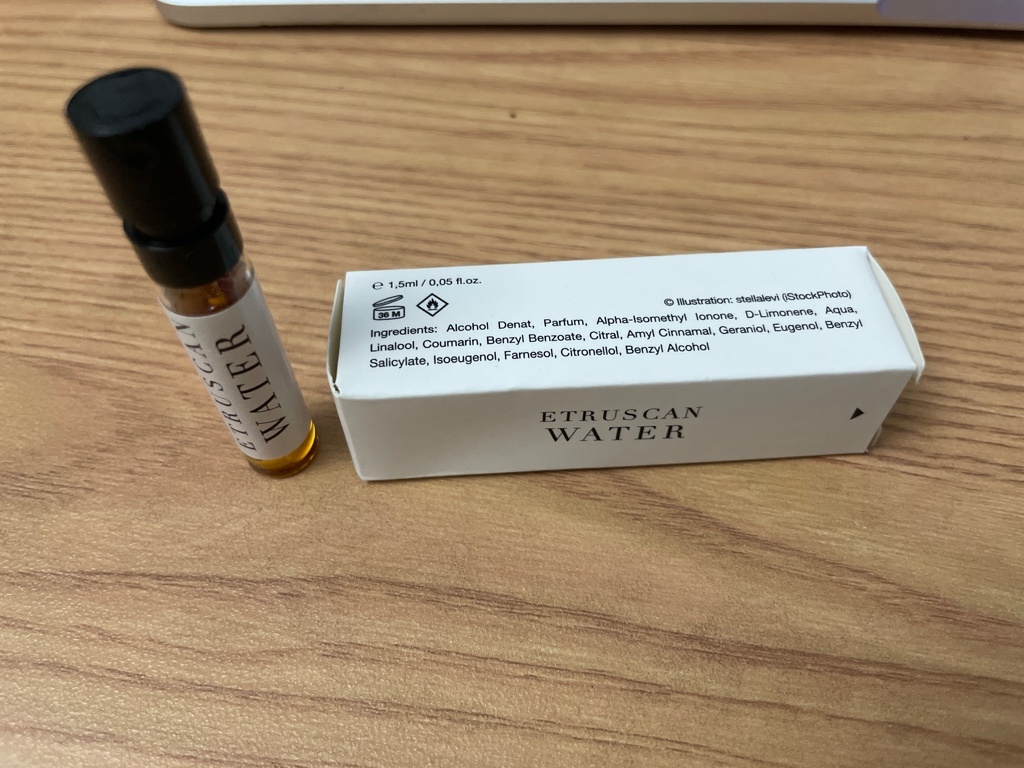 ETRUSCAN
WATER
℮ 1,5ml / 0,05 fl.oz.
36 M
© Illustration: stellalevi (iStockPhoto)
Ingredients: Alcohol Denat, Parfum, Alpha-Isomethyl Ionone, D-Limonene, Aqua,
Linalool, Coumarin, Benzyl Benzoate, Citral, Amyl Cinnamal, Geraniol, Eugenol, Benzyl
Salicylate, Isoeugenol, Farnesol, Citronellol, Benzyl Alcohol
ETRUSCAN
WATER